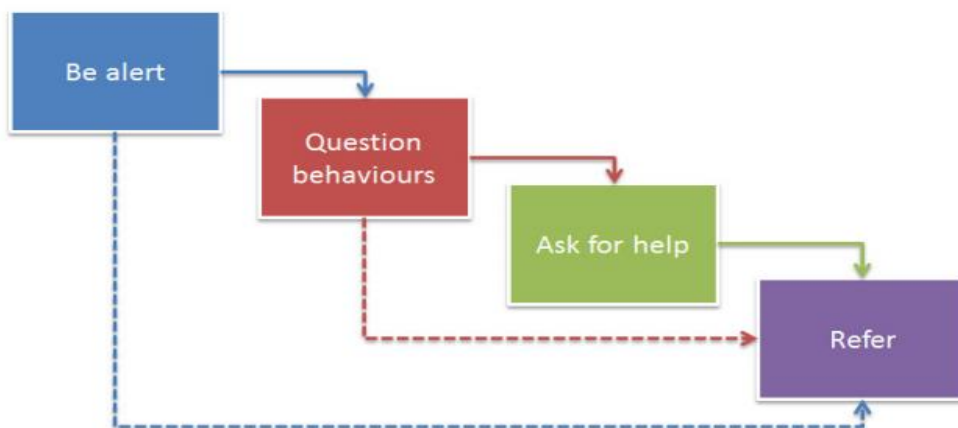 Be alert
Question
behaviours
Ask for help
Refer